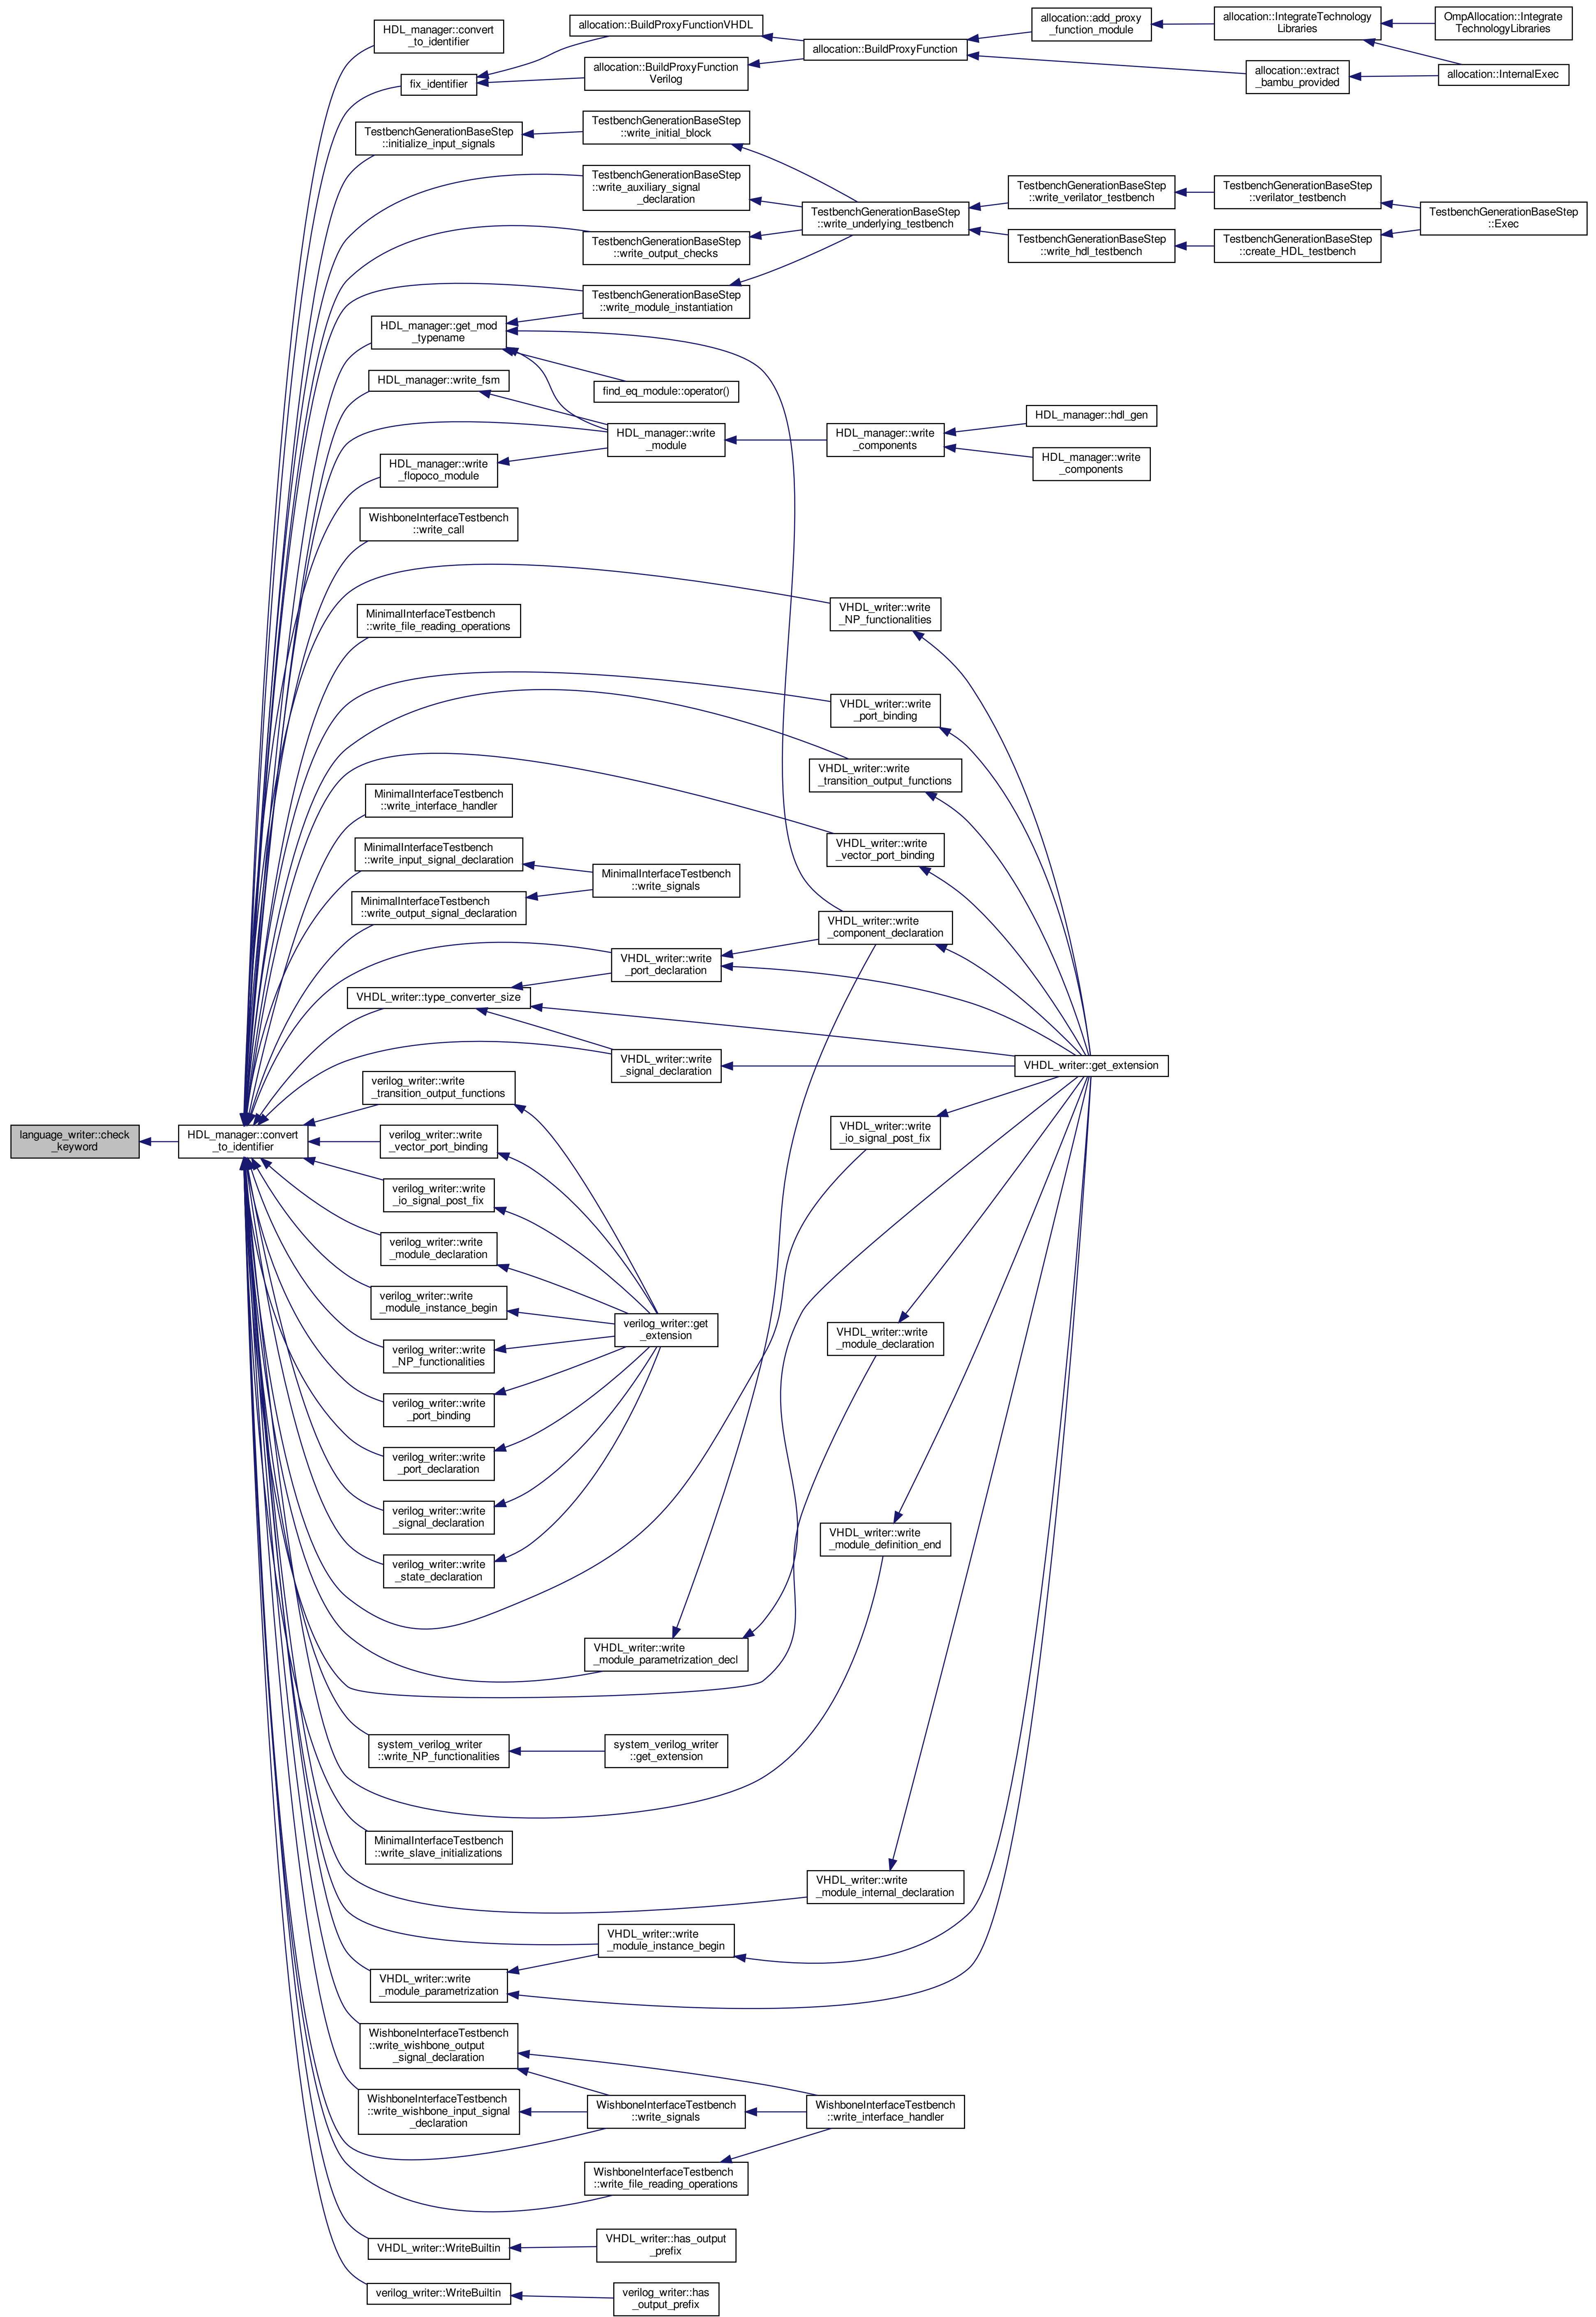 HDL_manager::convert
_to_identifier
allocation::BuildProxyFunctionVHDL
allocation::add_proxy
_function_module
allocation::IntegrateTechnology
Libraries
OmpAllocation::Integrate
TechnologyLibraries
fix_identifier
allocation::BuildProxyFunction
Verilog
allocation::BuildProxyFunction
allocation::extract
_bambu_provided
allocation::InternalExec
TestbenchGenerationBaseStep
::initialize_input_signals
TestbenchGenerationBaseStep
::write_initial_block
TestbenchGenerationBaseStep
::write_auxiliary_signal
_declaration
TestbenchGenerationBaseStep
::write_output_checks
TestbenchGenerationBaseStep
::write_underlying_testbench
TestbenchGenerationBaseStep
::write_verilator_testbench
TestbenchGenerationBaseStep
::verilator_testbench
TestbenchGenerationBaseStep
::write_hdl_testbench
TestbenchGenerationBaseStep
::create_HDL_testbench
TestbenchGenerationBaseStep
::Exec
TestbenchGenerationBaseStep
::write_module_instantiation
HDL_manager::get_mod
_typename
HDL_manager::write_fsm
find_eq_module::operator()
HDL_manager::write
_flopoco_module
HDL_manager::write
_module
HDL_manager::write
_components
HDL_manager::hdl_gen
HDL_manager::write
_components
WishboneInterfaceTestbench
::write_call
MinimalInterfaceTestbench
::write_file_reading_operations
VHDL_writer::write
_NP_functionalities
VHDL_writer::write
_port_binding
VHDL_writer::write
_transition_output_functions
MinimalInterfaceTestbench
::write_interface_handler
VHDL_writer::write
_vector_port_binding
MinimalInterfaceTestbench
::write_input_signal_declaration
MinimalInterfaceTestbench
::write_output_signal_declaration
MinimalInterfaceTestbench
::write_signals
VHDL_writer::write
_component_declaration
VHDL_writer::write
_port_declaration
VHDL_writer::type_converter_size
VHDL_writer::write
_signal_declaration
VHDL_writer::get_extension
verilog_writer::write
_transition_output_functions
language_writer::check
_keyword
HDL_manager::convert
_to_identifier
verilog_writer::write
_vector_port_binding
VHDL_writer::write
_io_signal_post_fix
verilog_writer::write
_io_signal_post_fix
verilog_writer::write
_module_declaration
verilog_writer::write
_module_instance_begin
verilog_writer::get
_extension
VHDL_writer::write
_module_declaration
verilog_writer::write
_NP_functionalities
verilog_writer::write
_port_binding
verilog_writer::write
_port_declaration
verilog_writer::write
_signal_declaration
verilog_writer::write
_state_declaration
VHDL_writer::write
_module_definition_end
VHDL_writer::write
_module_parametrization_decl
system_verilog_writer
::write_NP_functionalities
system_verilog_writer
::get_extension
MinimalInterfaceTestbench
::write_slave_initializations
VHDL_writer::write
_module_internal_declaration
VHDL_writer::write
_module_instance_begin
VHDL_writer::write
_module_parametrization
WishboneInterfaceTestbench
::write_wishbone_output
_signal_declaration
WishboneInterfaceTestbench
::write_wishbone_input_signal
_declaration
WishboneInterfaceTestbench
::write_signals
WishboneInterfaceTestbench
::write_interface_handler
WishboneInterfaceTestbench
::write_file_reading_operations
VHDL_writer::WriteBuiltin
VHDL_writer::has_output
_prefix
verilog_writer::WriteBuiltin
verilog_writer::has
_output_prefix